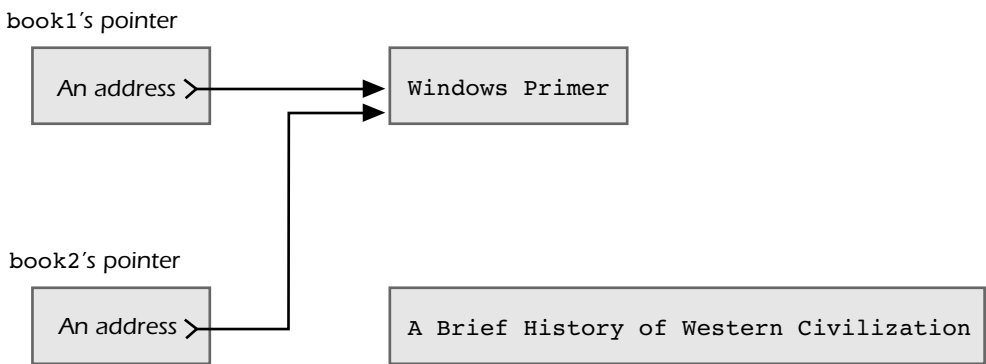 book1's pointer
An address
Windows Primer
book2's pointer
An address
A Brief History of Western Civilization